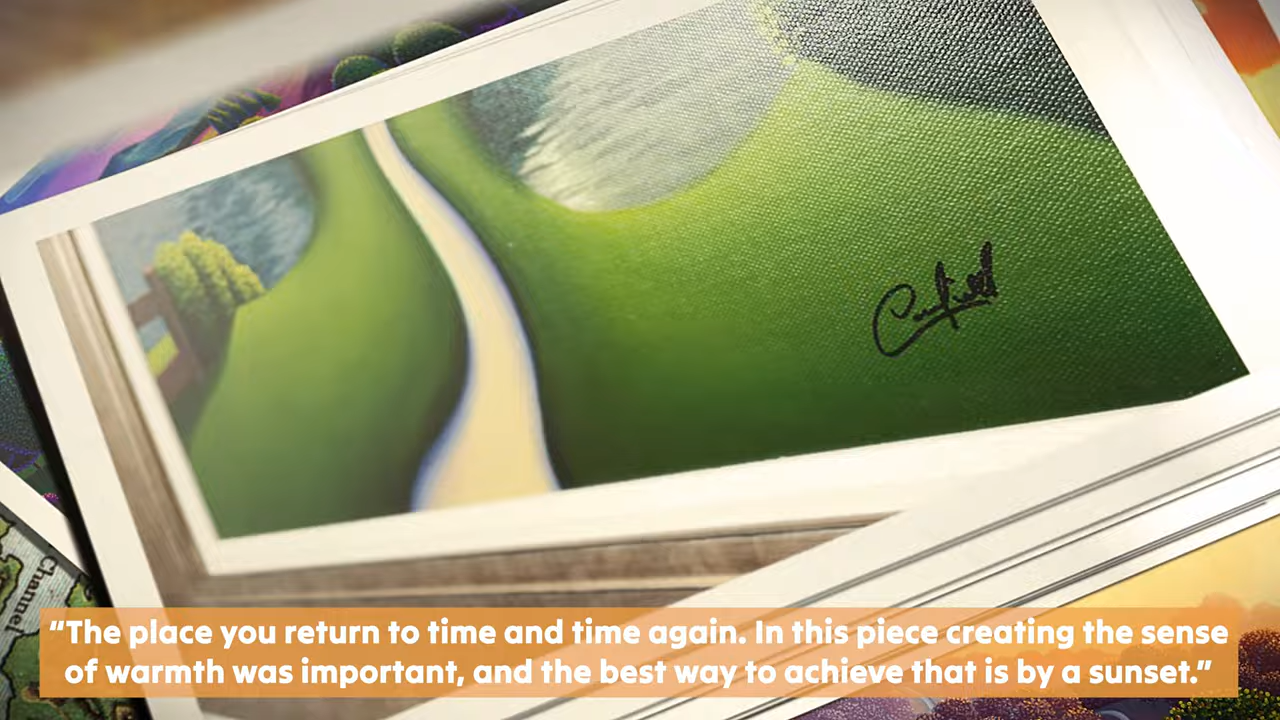 Channel
“The place you return to time and time again. In this piece creating the sense
of warmth was important, and the best way to achieve that is by a sunset.”